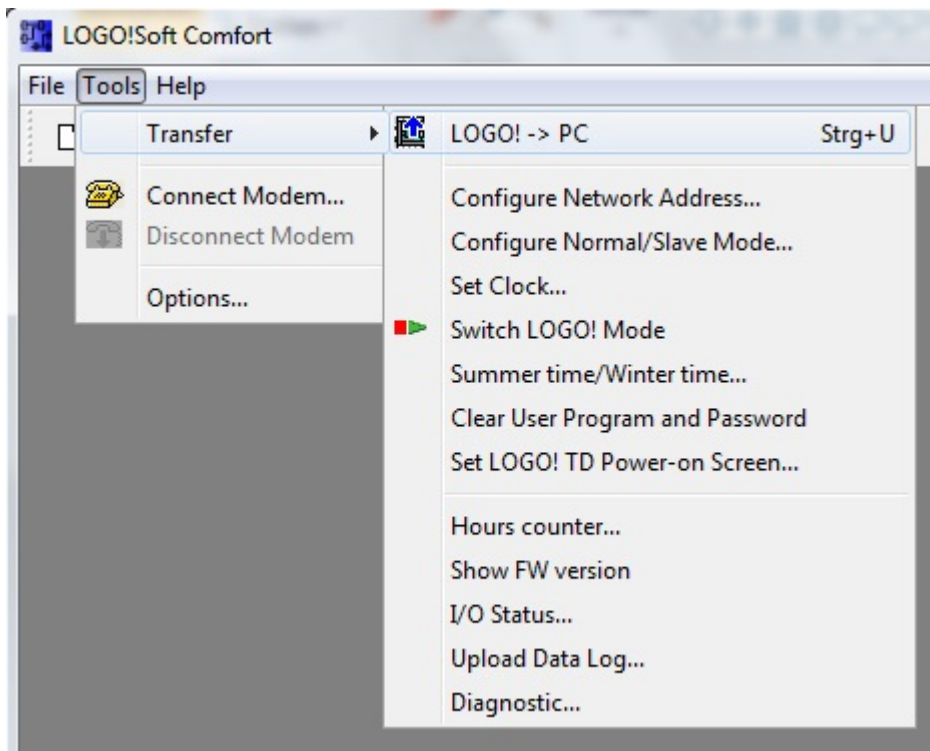 LOGO!Soft Comfort
File Tools Help
Transfer
Connect Modem...
Disconnect Modem
Options...
LOGO! -> PC Strg+U
Configure Network Address...
Configure Normal/Slave Mode...
Set Clock...
Switch LOGO! Mode
Summer time/Winter time...
Clear User Program and Password
Set LOGO! TD Power-on Screen...
Hours counter...
Show FW version
I/O Status...
Upload Data Log...
Diagnostic...